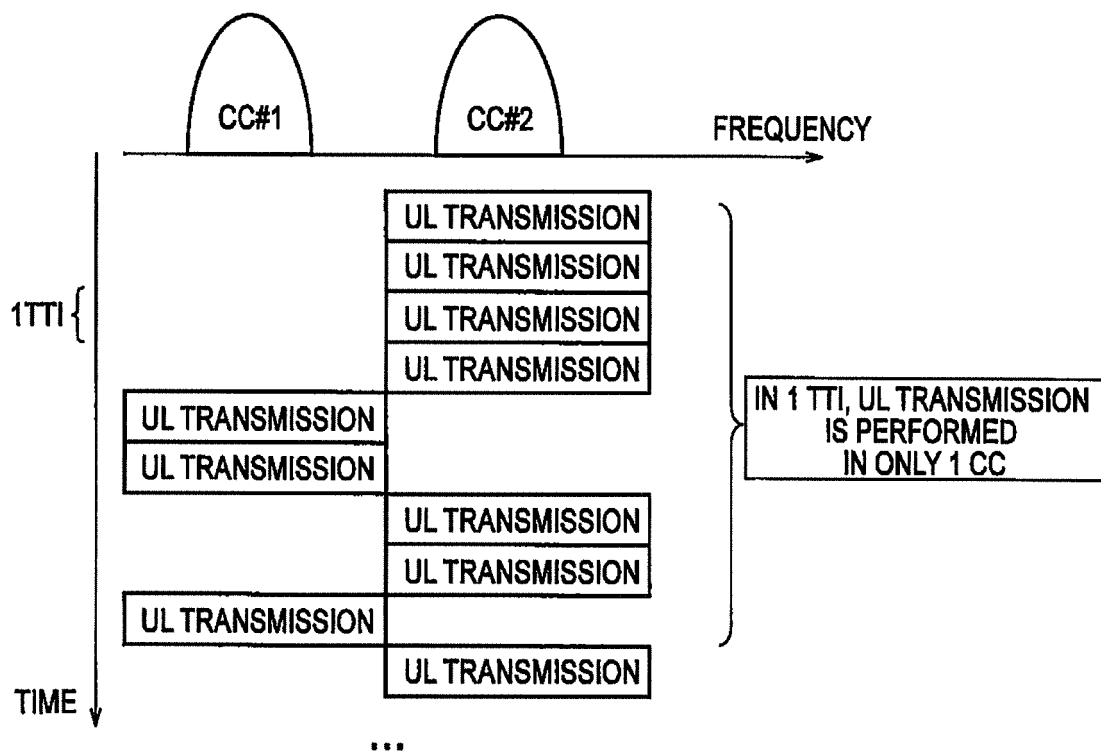 CC#1
CC#2
FREQUENCY
UL TRANSMISSION
UL TRANSMISSION
1TTI
UL TRANSMISSION
UL TRANSMISSION
UL TRANSMISSION
UL TRANSMISSION
IN 1 TTI, UL TRANSMISSION
IS PERFORMED
IN ONLY 1 CC
UL TRANSMISSION
UL TRANSMISSION
UL TRANSMISSION
UL TRANSMISSION
TIME
...